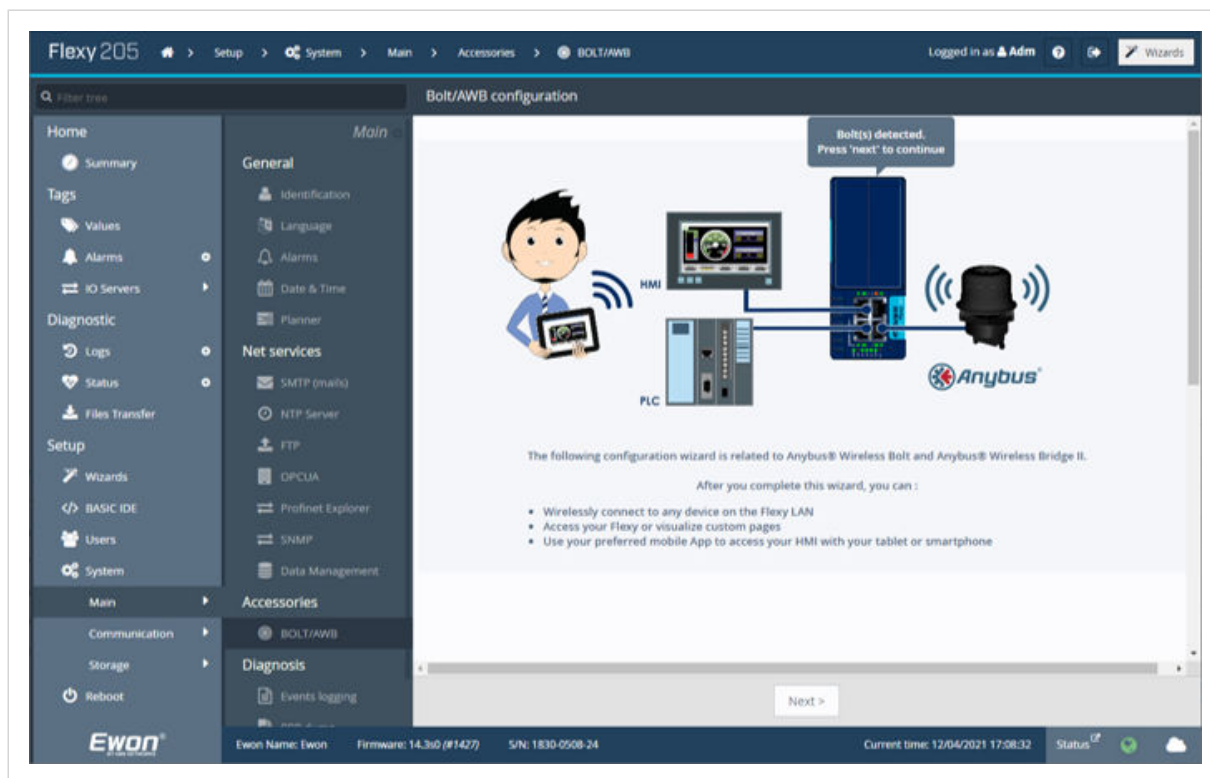 Flexy 205 > Setup > System > Main > Accessories > BOLT/AWB Logged in as Adm Wizards
Filter tree
Bolt/AWB configuration
Home
Summary
Tags
Values
Alarms
IO Servers
Diagnostic
Logs
Status
Files Transfer
Setup
Wizards
BASIC IDE
Users
System
Main
Communication
Storage
Reboot
Main
General
Identification
Language
Alarms
Date & Time
Planner
Net services
SMTP (mails)
NTP Server
FTP
OPCUA
Profinet Explorer
SNMP
Data Management
Accessories
BOLT/AWB
Diagnosis
Events logging
Bolt(s) detected.
Press 'next' to continue
HMI
PLC
Anybus®
The following configuration wizard is related to Anybus® Wireless Bolt and Anybus® Wireless Bridge II.
After you complete this wizard, you can :
• Wirelessly connect to any device on the Flexy LAN
• Access your Flexy or visualize custom pages
• Use your preferred mobile App to access your HMI with your tablet or smartphone
Next >
Ewon®
Ewon Name: Ewon Firmware: 14.3s0 (#1427) S/N: 1830-0508-24 Current time: 12/04/2021 17:08:32 Status